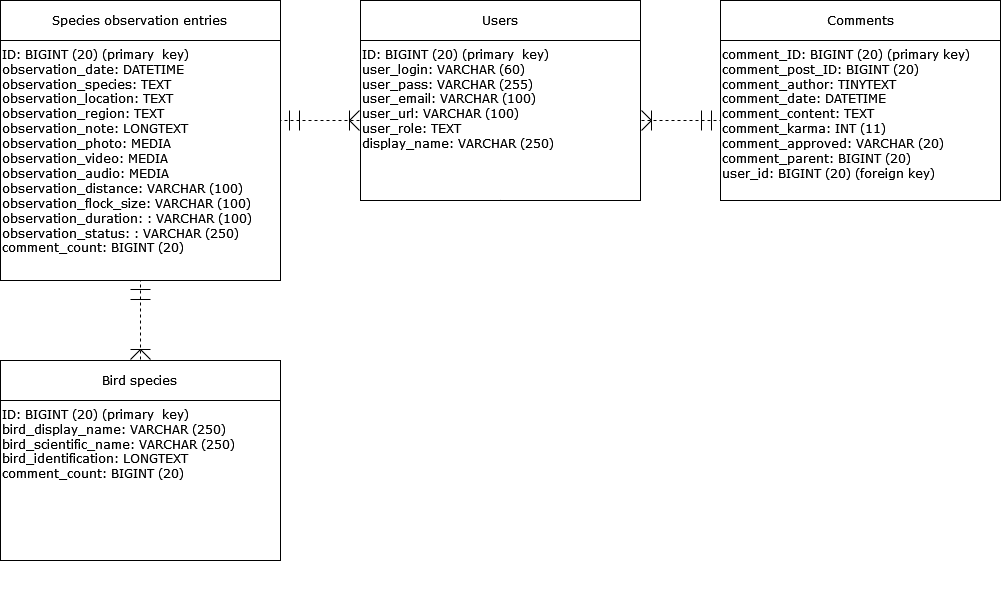 Species observation entries
ID: BIGINT (20) (primary key)
observation_date: DATETIME
observation_species: TEXT
observation_location: TEXT
observation_region: TEXT
observation_note: LONGTEXT
observation_photo: MEDIA
observation_video: MEDIA
observation_audio: MEDIA
observation_distance: VARCHAR (100)
observation_flock_size: VARCHAR (100)
observation_duration: : VARCHAR (100)
observation_status: : VARCHAR (250)
comment_count: BIGINT (20)
Users
ID: BIGINT (20) (primary key)
user_login: VARCHAR (60)
user_pass: VARCHAR (255)
user_email: VARCHAR (100)
user_url: VARCHAR (100)
user_role: TEXT
display_name: VARCHAR (250)
Comments
comment_ID: BIGINT (20) (primary key)
comment_post_ID: BIGINT (20)
comment_author: TINYTEXT
comment_date: DATETIME
comment_content: TEXT
comment_karma: INT (11)
comment_approved: VARCHAR (20)
comment_parent: BIGINT (20)
user_id: BIGINT (20) (foreign key)
Bird species
ID: BIGINT (20) (primary key)
bird_display_name: VARCHAR (250)
bird_scientific_name: VARCHAR (250)
bird_identification: LONGTEXT
comment_count: BIGINT (20)